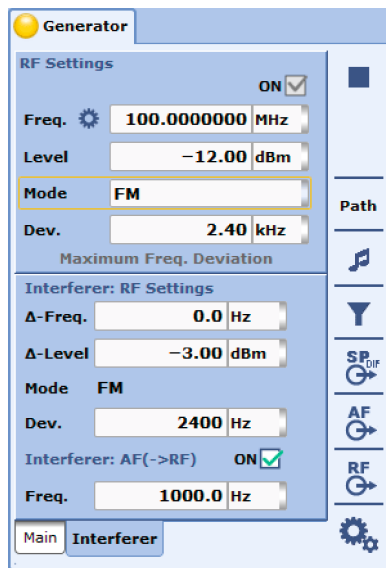 Generator
RF Settings
ON
Freq. 100.0000000 MHz
Level -12.00 dBm
Mode FM
Dev. 2.40 kHz
Maximum Freq. Deviation
Interferer: RF Settings
Δ-Freq. 0.0 Hz
Δ-Level -3.00 dBm
Mode FM
Dev. 2400 Hz
Interferer: AF(->RF) ON
Freq. 1000.0 Hz
Main Interferer
Path
SPDIF
AF
RF